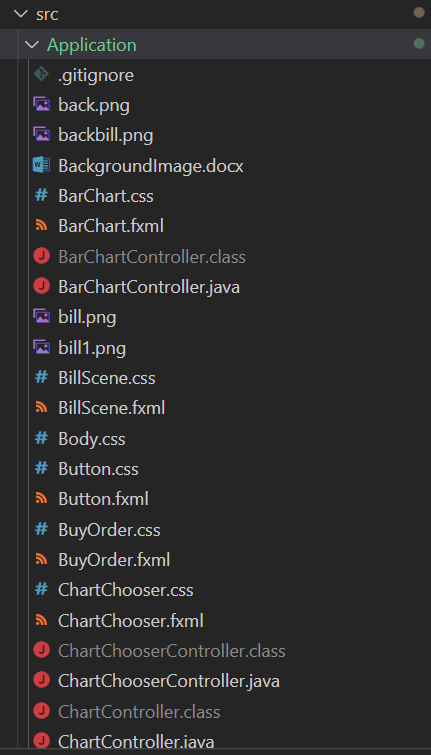 src
Application
.gitignore
back.png
backbill.png
BackgroundImage.docx
BarChart.css
BarChart.fxml
BarChartController.class
BarChartController.java
bill.png
bill1.png
BillScene.css
BillScene.fxml
Body.css
Button.css
Button.fxml
BuyOrder.css
BuyOrder.fxml
ChartChooser.css
ChartChooser.fxml
ChartChooserController.class
ChartChooserController.java
ChartController.class
ChartController.java